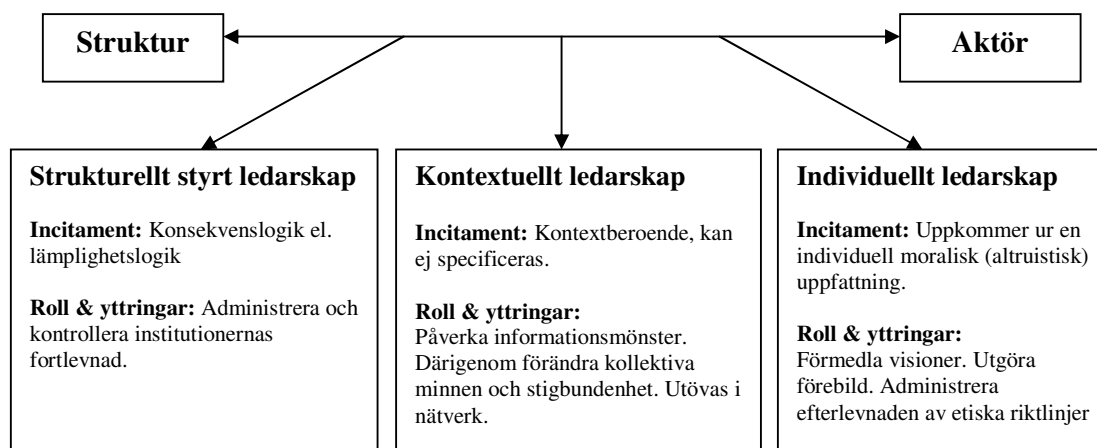 Struktur
Aktör
Strukturellt styrt ledarskap
Incitament: Konsekvenslogik el.
lämplighetslogik
Roll & yttringar: Administrera och
kontrollera institutionernas
fortlevnad.
Kontextuellt ledarskap
Incitament: Kontextberoende, kan
ej specificeras.
Roll & yttringar:
Påverka informationsmönster.
Därigenom förändra kollektiva
minnen och stigbundenhet. Utövas i
nätverk.
Individuellt ledarskap
Incitament: Uppkommer ur en
individuell moralisk (altruistisk)
uppfattning.
Roll & yttringar:
Förmedla visioner. Utgöra
förebild. Administrera
efterlevnaden av etiska riktlinjer